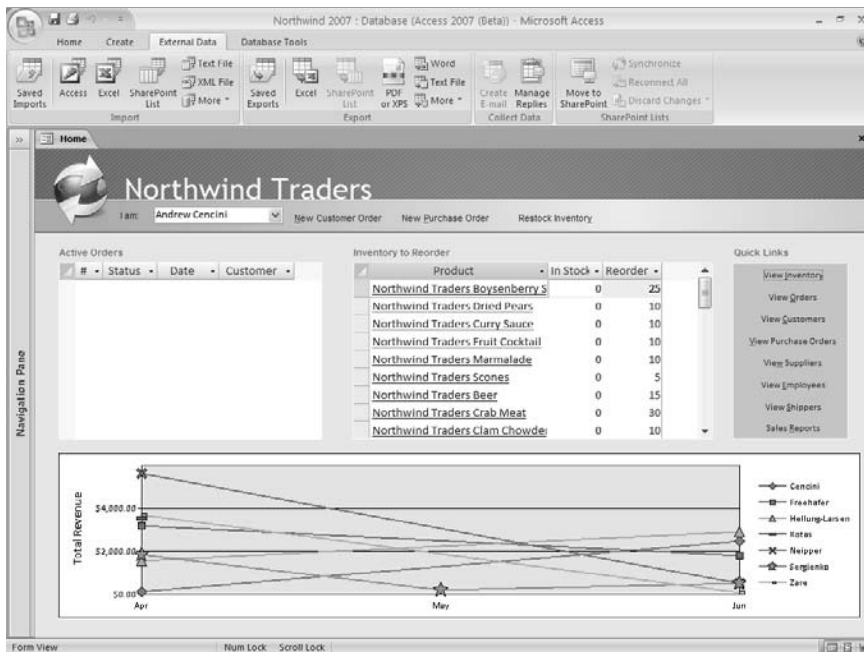 Northwind 2007 : Database (Access 2007 (Beta)) - Microsoft Access
Home Create External Data Database Tools
Saved Imports
Access
Excel
SharePoint List
Text File
XML File
More
Import
Saved Exports
Excel
SharePoint List
PDF or XPS
Word
Text File
More
Export
Create E-mail
Manage Replies
Collect Data
Move to SharePoint
Synchronize
Reconnect All
Discard Changes
SharePoint Lists
Home
Northwind Traders
I am: Andrew Cencini New Customer Order New Purchase Order Restock Inventory
Active Orders
# Status Date Customer
Inventory to Reorder
Product In Stock Reorder
Northwind Traders Boysenberry S 0 25
Northwind Traders Dried Pears 0 10
Northwind Traders Curry Sauce 0 10
Northwind Traders Fruit Cocktail 0 10
Northwind Traders Marmalade 0 10
Northwind Traders Scones 0 5
Northwind Traders Beer 0 15
Northwind Traders Crab Meat 0 30
Northwind Traders Clam Chowder 0 10
Quick Links
View Inventory
View Orders
View Customers
View Purchase Orders
View Suppliers
View Employees
View Shippers
Sales Reports
Navigation Pane
Total Revenue
$4,000.00
$2,000.00
$0.00
Apr May Jun
Cencini
Freehafer
Hellung-Larsen
Kotas
Neipper
Sergienko
Zare
Form View Num Lock Scroll Lock